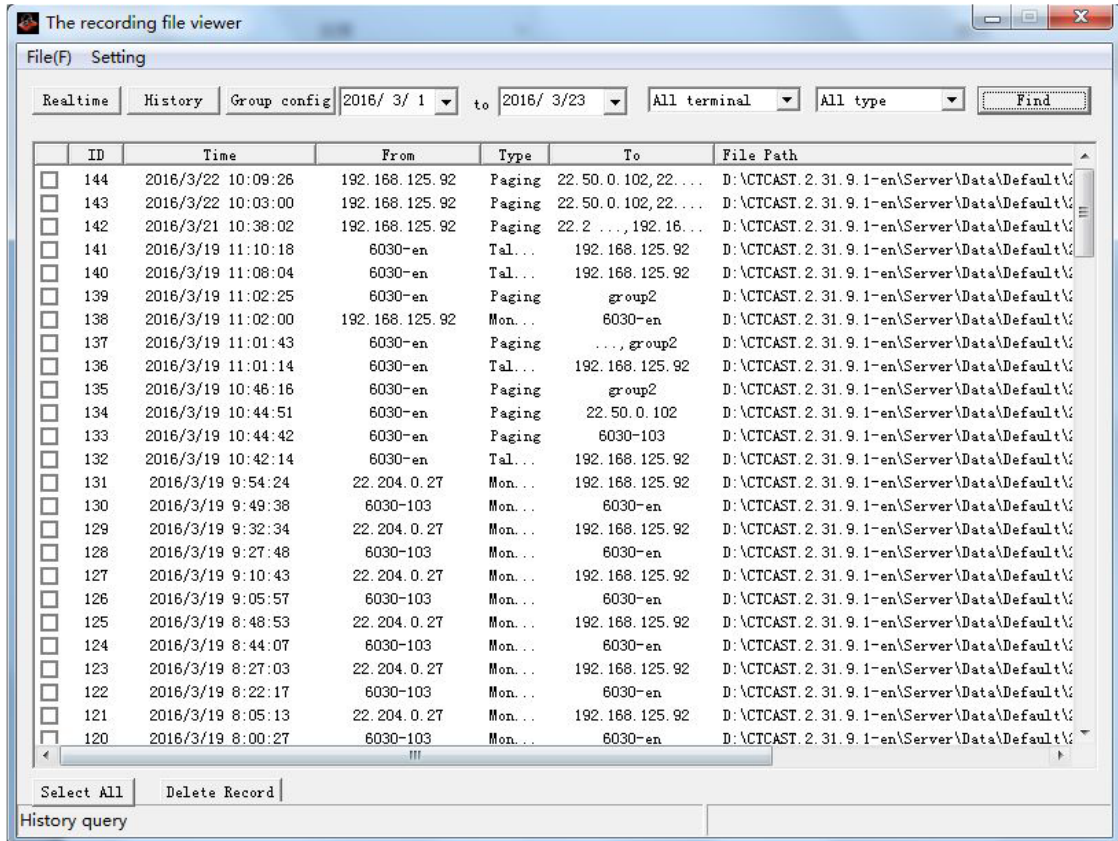 The recording file viewer
File(F) Setting
Realtime History Group config 2016/ 3/ 1 to 2016/ 3/23 All terminal All type Find
ID Time From Type To File Path
144 2016/3/22 10:09:26 192.168.125.92 Paging 22.50.0.102,22.... D:\CTCAST.2.31.9.1-en\Server\Data\Default\2
143 2016/3/22 10:03:00 192.168.125.92 Paging 22.50.0.102,22.... D:\CTCAST.2.31.9.1-en\Server\Data\Default\2
142 2016/3/21 10:38:02 192.168.125.92 Paging 22.2 ...,192.16... D:\CTCAST.2.31.9.1-en\Server\Data\Default\2
141 2016/3/19 11:10:18 6030-en Tal... 192.168.125.92 D:\CTCAST.2.31.9.1-en\Server\Data\Default\2
140 2016/3/19 11:08:04 6030-en Tal... 192.168.125.92 D:\CTCAST.2.31.9.1-en\Server\Data\Default\2
139 2016/3/19 11:02:25 6030-en Paging group2 D:\CTCAST.2.31.9.1-en\Server\Data\Default\2
138 2016/3/19 11:02:00 192.168.125.92 Mon... 6030-en D:\CTCAST.2.31.9.1-en\Server\Data\Default\2
137 2016/3/19 11:01:43 6030-en Paging ...,group2 D:\CTCAST.2.31.9.1-en\Server\Data\Default\2
136 2016/3/19 11:01:14 6030-en Tal... 192.168.125.92 D:\CTCAST.2.31.9.1-en\Server\Data\Default\2
135 2016/3/19 10:46:16 6030-en Paging group2 D:\CTCAST.2.31.9.1-en\Server\Data\Default\2
134 2016/3/19 10:44:51 6030-en Paging 22.50.0.102 D:\CTCAST.2.31.9.1-en\Server\Data\Default\2
133 2016/3/19 10:44:42 6030-en Paging 6030-103 D:\CTCAST.2.31.9.1-en\Server\Data\Default\2
132 2016/3/19 10:42:14 6030-en Tal... 192.168.125.92 D:\CTCAST.2.31.9.1-en\Server\Data\Default\2
131 2016/3/19 9:54:24 22.204.0.27 Mon... 192.168.125.92 D:\CTCAST.2.31.9.1-en\Server\Data\Default\2
130 2016/3/19 9:49:38 6030-103 Mon... 6030-en D:\CTCAST.2.31.9.1-en\Server\Data\Default\2
129 2016/3/19 9:32:34 22.204.0.27 Mon... 192.168.125.92 D:\CTCAST.2.31.9.1-en\Server\Data\Default\2
128 2016/3/19 9:27:48 6030-103 Mon... 6030-en D:\CTCAST.2.31.9.1-en\Server\Data\Default\2
127 2016/3/19 9:10:43 22.204.0.27 Mon... 192.168.125.92 D:\CTCAST.2.31.9.1-en\Server\Data\Default\2
126 2016/3/19 9:05:57 6030-103 Mon... 6030-en D:\CTCAST.2.31.9.1-en\Server\Data\Default\2
125 2016/3/19 8:48:53 22.204.0.27 Mon... 192.168.125.92 D:\CTCAST.2.31.9.1-en\Server\Data\Default\2
124 2016/3/19 8:44:07 6030-103 Mon... 6030-en D:\CTCAST.2.31.9.1-en\Server\Data\Default\2
123 2016/3/19 8:27:03 22.204.0.27 Mon... 192.168.125.92 D:\CTCAST.2.31.9.1-en\Server\Data\Default\2
122 2016/3/19 8:22:17 6030-103 Mon... 6030-en D:\CTCAST.2.31.9.1-en\Server\Data\Default\2
121 2016/3/19 8:05:13 22.204.0.27 Mon... 192.168.125.92 D:\CTCAST.2.31.9.1-en\Server\Data\Default\2
120 2016/3/19 8:00:27 6030-103 Mon... 6030-en D:\CTCAST.2.31.9.1-en\Server\Data\Default\2
Select All Delete Record
History query